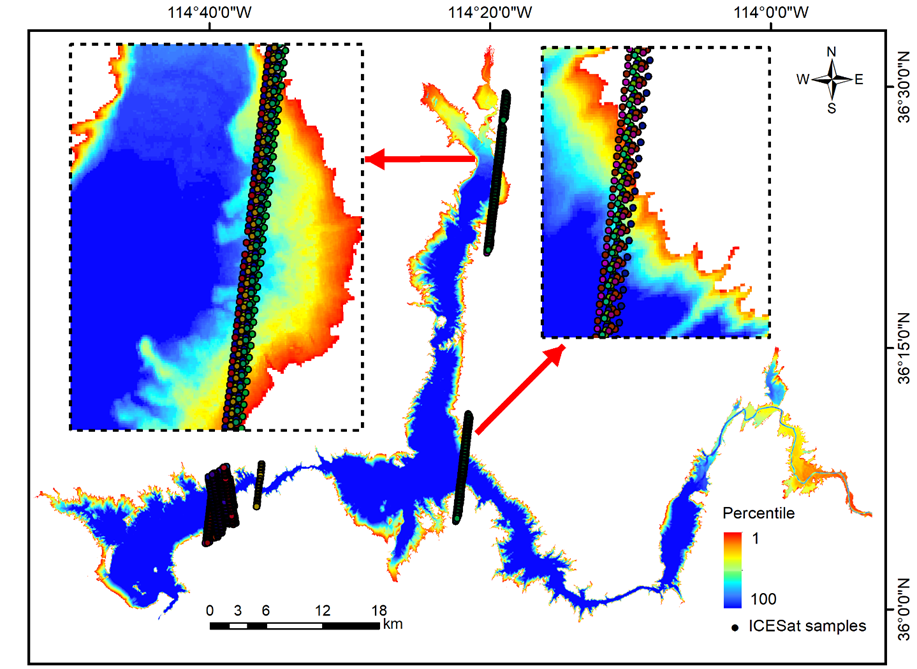 114°40'0"W 114°20'0"W 114°0'0"W
N
W E
S
36°30'0"N
36°15'0"N
36°0'0"N
Percentile
1
100
ICESat samples
0 3 6 12 18
km